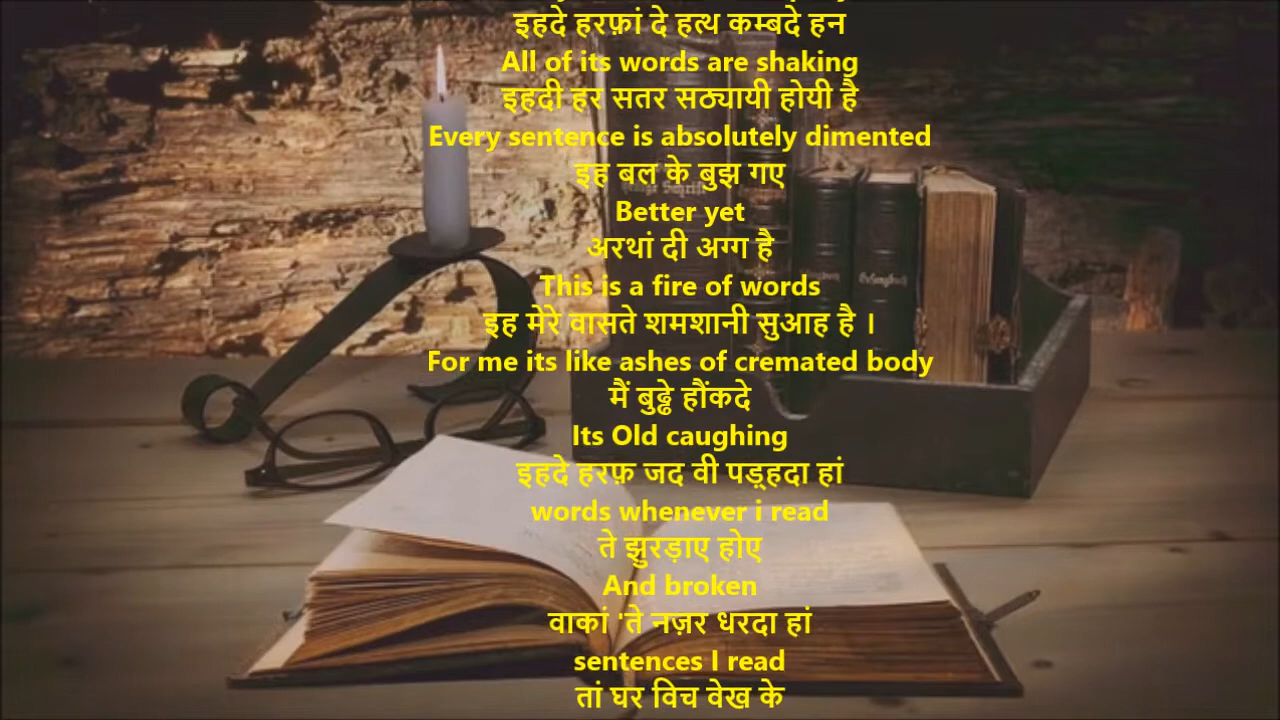 इहदे हरफ़ां दे हत्थ कम्बदे हन
All of its words are shaking
इहदी हर सतर सठ्यायी होयी है
Every sentence is absolutely dimented
इह बल के बुझ गए
Better yet
अरथां दी अग्ग है
This is a fire of words
इह मेरे वासते शमशानी सुआह है ।
For me its like ashes of cremated body
मैं बुढ्ढे हौंकदे
Its Old caughing
इहदे हरफ़ जद वी पड़्हदा हां
words whenever i read
ते झुरड़ाए होए
And broken
वाकां 'ते नज़र धरदा हां
sentences I read
तां घर विच वेख के